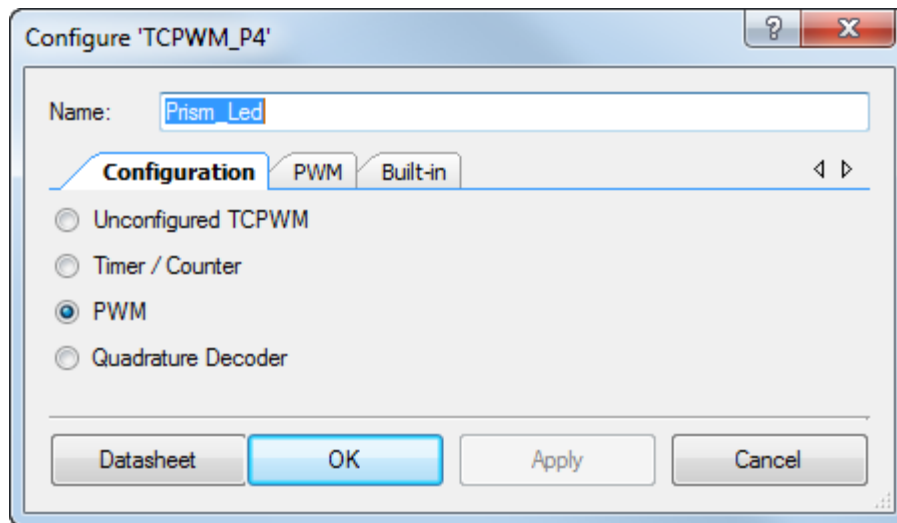 Configure 'TCPWM_P4'
Name: Prism_Led
Configuration PWM Built-in
Unconfigured TCPWM
Timer / Counter
PWM
Quadrature Decoder
Datasheet OK Apply Cancel